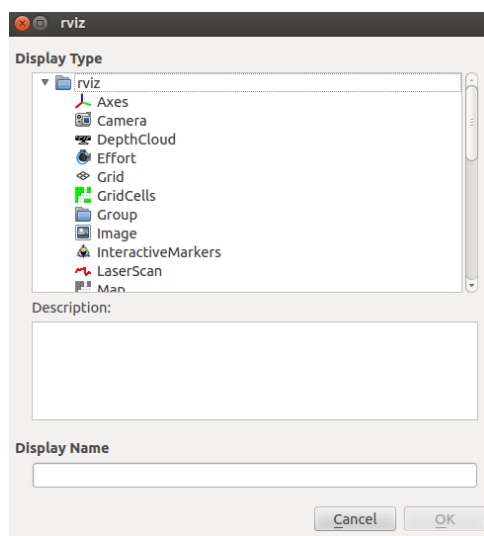 rviz
Display Type
rviz
Axes
Camera
DepthCloud
Effort
Grid
GridCells
Group
Image
InteractiveMarkers
LaserScan
Map
Description:
Display Name
Cancel
OK